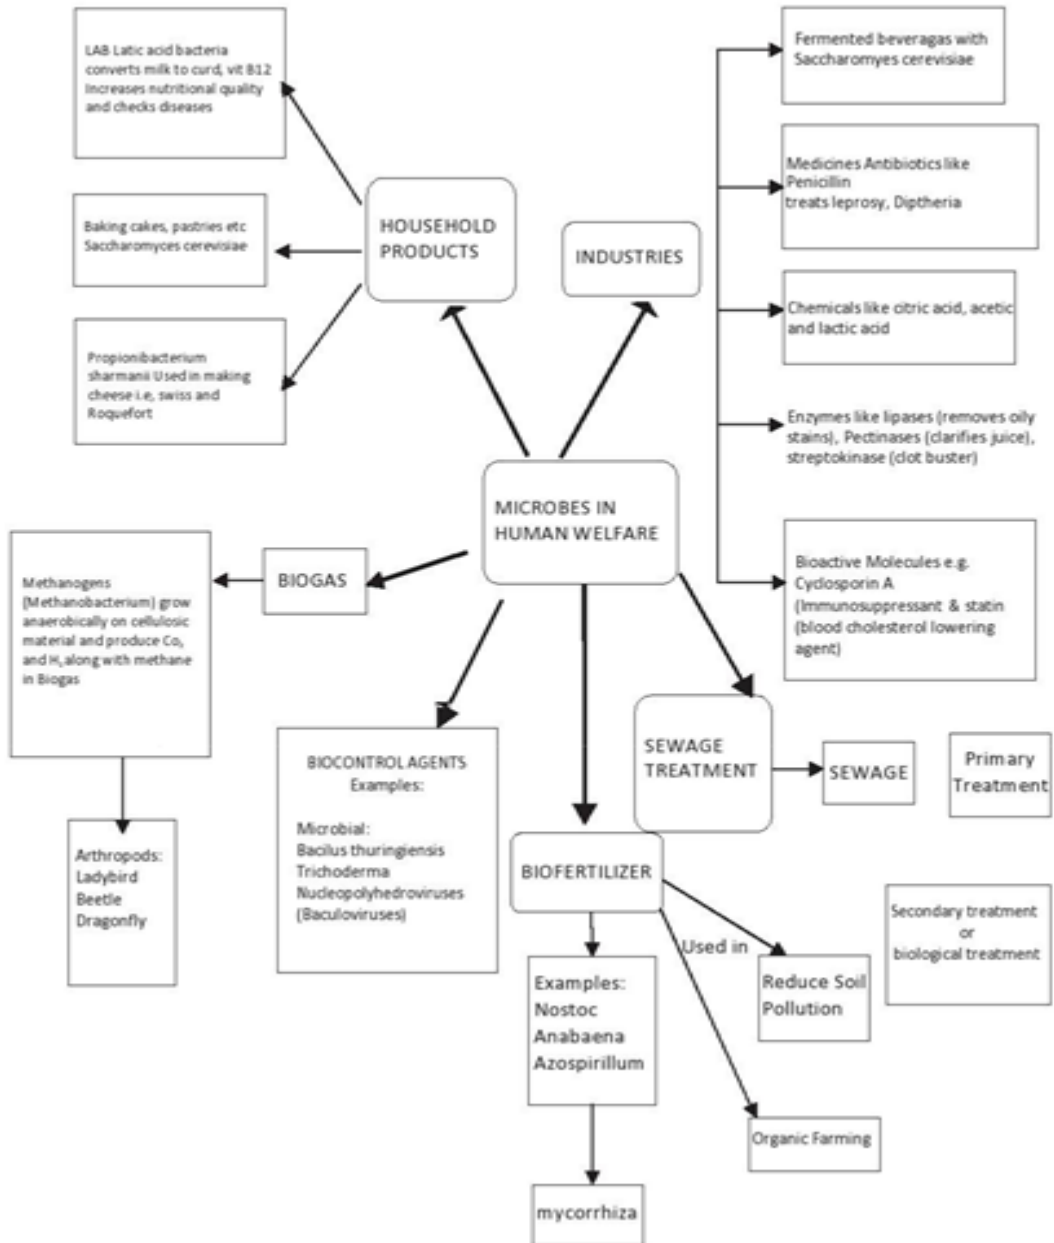 LAB Latic acid bacteria
converts milk to curd, vit B12
Increases nutritional quality
and checks diseases
Baking cakes, pastries etc
Saccharomyces cerevisiae
Propionibacterium
sharmanii Used in making
cheese i.e, swiss and
Roquefort
HOUSEHOLD
PRODUCTS
INDUSTRIES
Fermented beveragas with
Saccharomyes cerevisiae
Medicines Antibiotics like
Penicillin
treats leprosy, Diptheria
Chemicals like citric acid, acetic
and lactic acid
Enzymes like lipases (removes oily
stains), Pectinases (clarifies juice),
streptokinase (clot buster)
Bioactive Molecules e.g.
Cyclosporin A
(Immunosuppressant & statin
(blood cholesterol lowering
agent)
MICROBES IN
HUMAN WELFARE
BIOGAS
Methanogens
(Methanobacterium) grow
anaerobically on cellulosic
material and produce Co₂
and H₂ along with methane
in Biogas
Arthropods:
Ladybird
Beetle
Dragonfly
BIOCONTROL AGENTS
Examples:
Microbial:
Bacilus thuringiensis
Trichoderma
Nucleopolyhedroviruses
(Baculoviruses)
SEWAGE
TREATMENT
SEWAGE
Primary
Treatment
Secondary treatment
or
biological treatment
BIOFERTILIZER
Used in
Reduce Soil
Pollution
Organic Farming
Examples:
Nostoc
Anabaena
Azospirillum
mycorrhiza